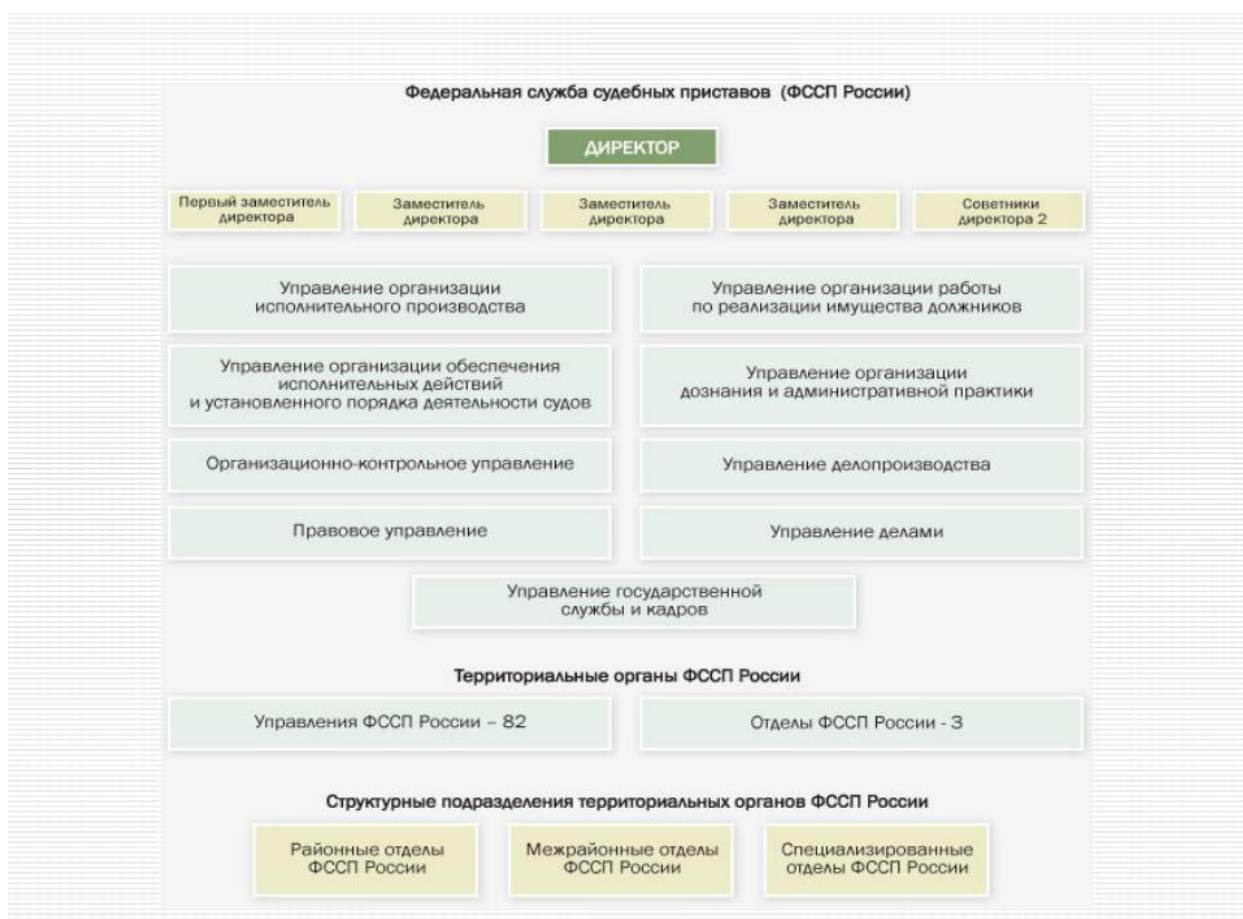 Федеральная служба судебных приставов (ФССП России)
ДИРЕКТОР
Первый заместитель
директора
Заместитель
директора
Заместитель
директора
Заместитель
директора
Советники
директора 2
Управление организации
исполнительного производства
Управление организации работы
по реализации имущества должников
Управление организации обеспечения
исполнительных действий
и установленного порядка деятельности судов
Управление организации
дознания и административной практики
Организационно-контрольное управление
Управление делопроизводства
Правовое управление
Управление делами
Управление государственной
службы и кадров
Территориальные органы ФССП России
Управления ФССП России – 82
Отделы ФССП России - 3
Структурные подразделения территориальных органов ФССП России
Районные отделы
ФССП России
Межрайонные отделы
ФССП России
Специализированные
отделы ФССП России